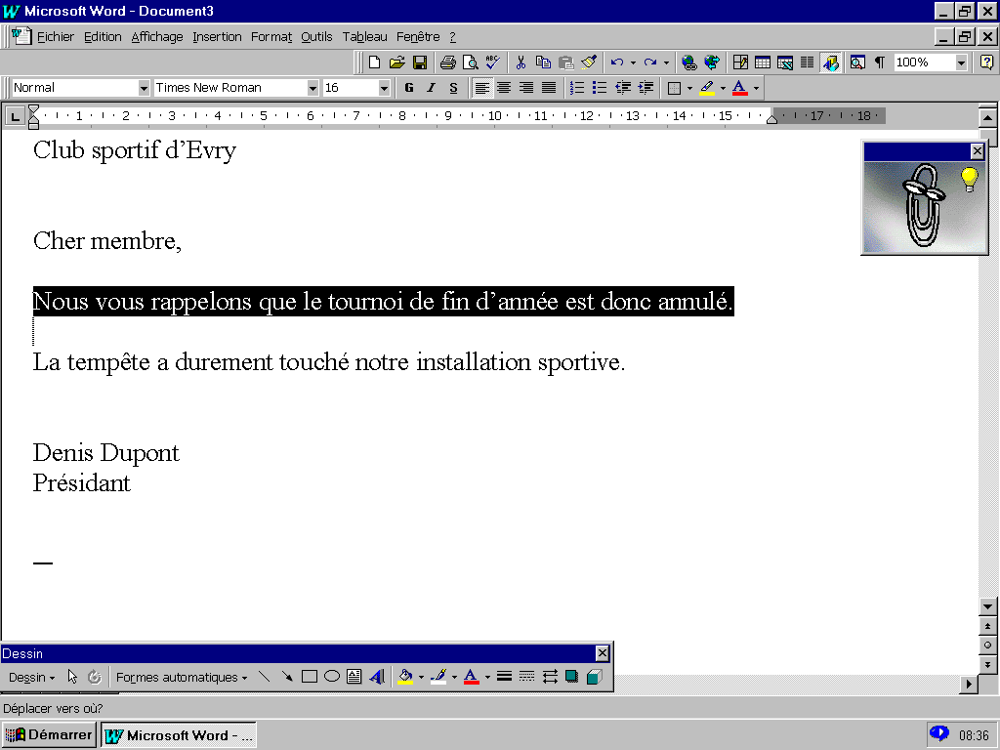 Microsoft Word - Document3
Fichier Edition Affichage Insertion Format Outils Tableau Fenêtre ?
ABC 100% ?
Normal Times New Roman 16 G I S
1 2 3 4 5 6 7 8 9 10 11 12 13 14 15 17 18
Club sportif d’Evry
Cher membre,
Nous vous rappelons que le tournoi de fin d’année est donc annulé.
La tempête a durement touché notre installation sportive.
Denis Dupont
Présidant
Dessin
Dessin Formes automatiques
Déplacer vers où?
Démarrer Microsoft Word - ... 08:36